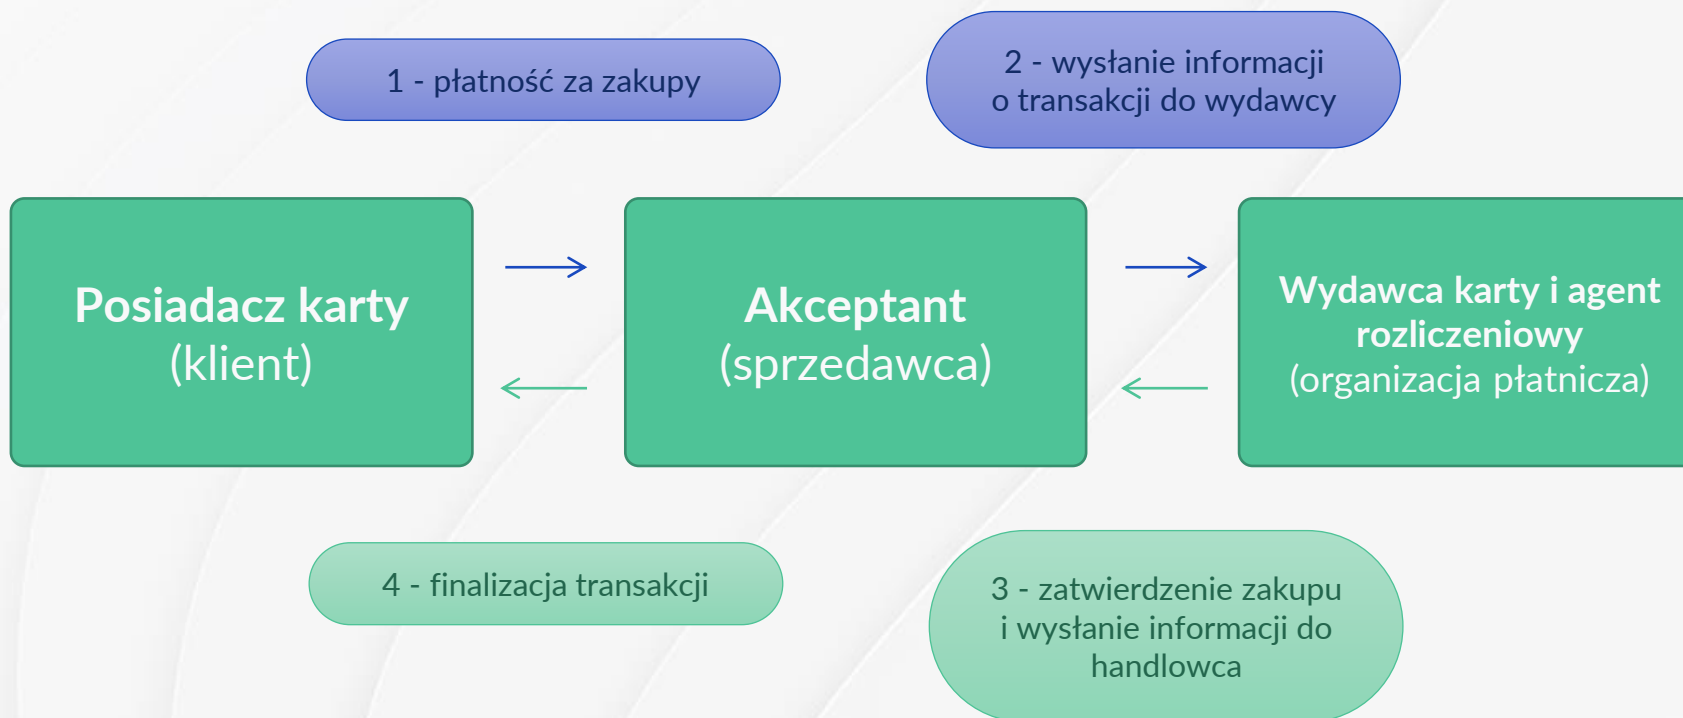 1 - płatność za zakupy
2 - wysłanie informacji
o transakcji do wydawcy
Posiadacz karty
(klient)
Akceptant
(sprzedawca)
Wydawca karty i agent
rozliczeniowy
(organizacja płatnicza)
4 - finalizacja transakcji
3 - zatwierdzenie zakupu
i wysłanie informacji do
handlowca